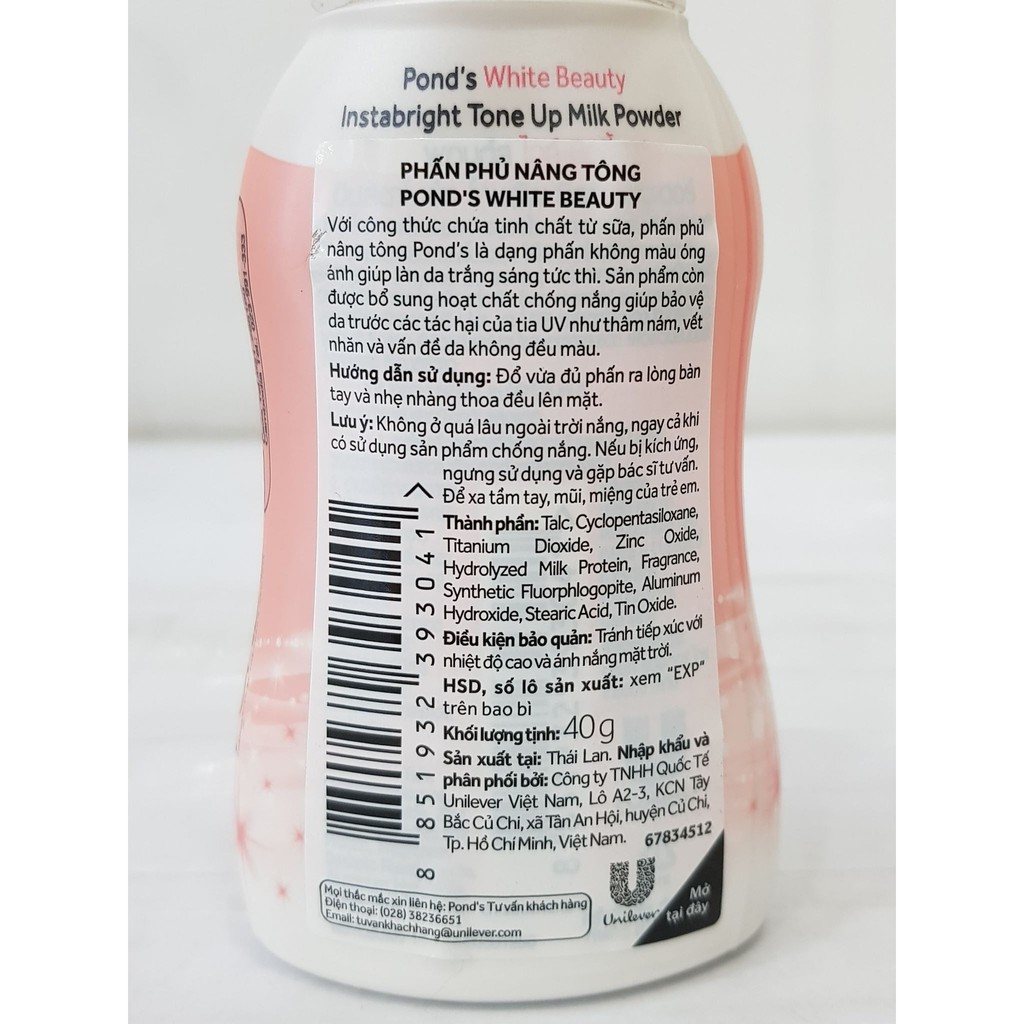 Pond's White Beauty
Instabright Tone Up Milk Powder
PHẤN PHỦ NÂNG TÔNG
POND'S WHITE BEAUTY
Với công thức chứa tinh chất từ sữa, phấn phủ
nâng tông Pond's là dạng phấn không màu óng
ánh giúp làn da trắng sáng tức thì. Sản phẩm còn
được bổ sung hoạt chất chống nắng giúp bảo vệ
da trước các tác hại của tia UV như thâm nám, vết
nhăn và vấn đề da không đều màu.
Hướng dẫn sử dụng: Đổ vừa đủ phấn ra lòng bàn
tay và nhẹ nhàng thoa đều lên mặt.
Lưu ý: Không ở quá lâu ngoài trời nắng, ngay cả khi
có sử dụng sản phẩm chống nắng. Nếu bị kích ứng,
ngưng sử dụng và gặp bác sĩ tư vấn.
Để xa tầm tay, mũi, miệng của trẻ em.
Thành phần: Talc, Cyclopentasiloxane,
Titanium Dioxide, Zinc Oxide,
Hydrolyzed Milk Protein, Fragrance,
Synthetic Fluorphlogopite, Aluminum
Hydroxide, Stearic Acid, Tin Oxide.
Điều kiện bảo quản: Tránh tiếp xúc với
nhiệt độ cao và ánh nắng mặt trời.
HSD, số lô sản xuất: xem "EXP"
trên bao bì
Khối lượng tịnh: 40 g
Sản xuất tại: Thái Lan. Nhập khẩu và
phân phối bởi: Công ty TNHH Quốc Tế
Unilever Việt Nam, Lô A2-3, KCN Tây
Bắc Củ Chi, xã Tân An Hội, huyện Củ Chi,
Tp. Hồ Chí Minh, Việt Nam. 67834512
8 851932 393041 >
Mọi thắc mắc xin liên hệ: Pond's Tư vấn khách hàng
Điện thoại: (028) 38236651
Email: tuvankhachhang@unilever.com
Unilever
Mở
tại đây